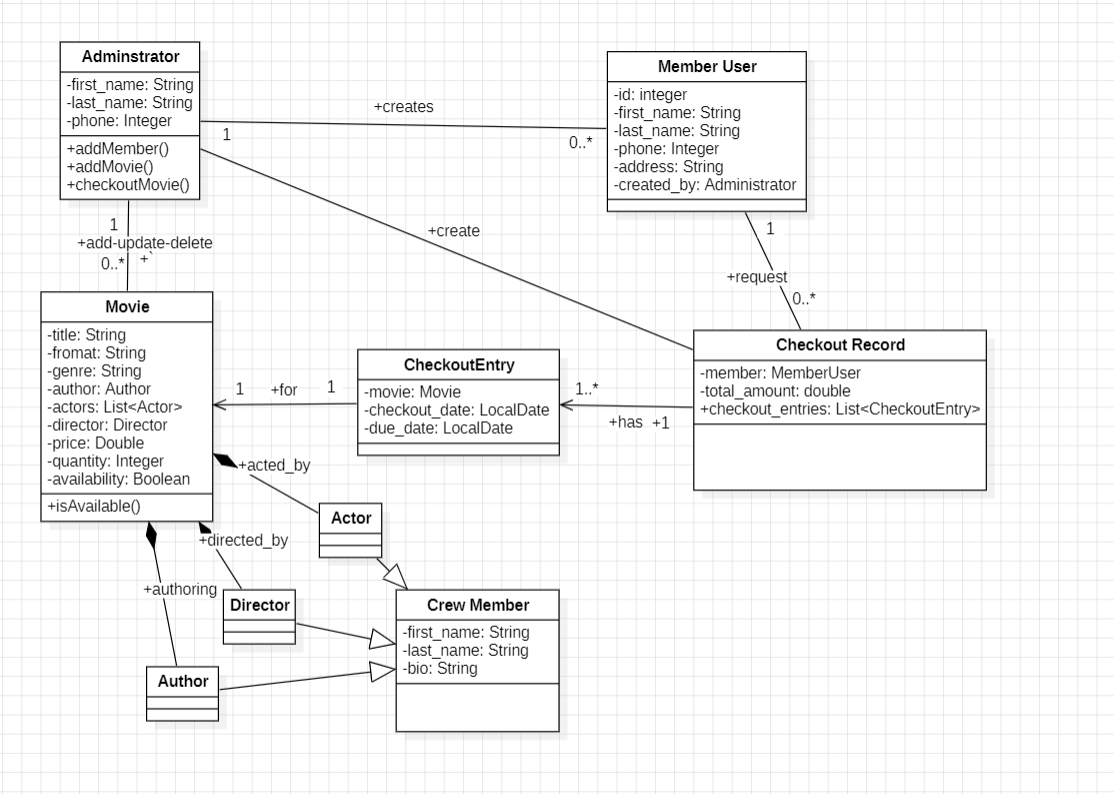 Adminstrator
-first_name: String
-last_name: String
-phone: Integer
+addMember()
+addMovie()
+checkoutMovie()
+creates
1
0..*
Member User
-id: integer
-first_name: String
-last_name: String
-phone: Integer
-address: String
-created_by: Administrator
1
+add-update-delete
0..*
+`
+create
1
+request
0..*
Movie
-title: String
-fromat: String
-genre: String
-author: Author
-actors: List<Actor>
-director: Director
-price: Double
-quantity: Integer
-availability: Boolean
+isAvailable()
1
+for
1
CheckoutEntry
-movie: Movie
-checkout_date: LocalDate
-due_date: LocalDate
1..*
+has
+1
Checkout Record
-member: MemberUser
-total_amount: double
+checkout_entries: List<CheckoutEntry>
+acted_by
Actor
+directed_by
+authoring
Director
Author
Crew Member
-first_name: String
-last_name: String
-bio: String